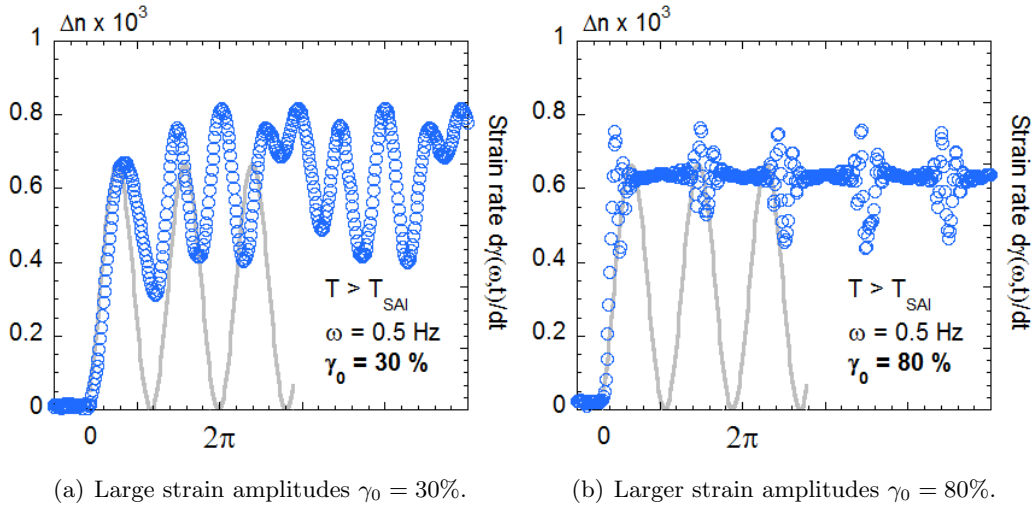 Δn x 10³
1
0.8
0.6
0.4
0.2
0
0
2π
T > T_SAI
ω = 0.5 Hz
γ₀ = 30 %
Strain rate dγ(ω,t)/dt
(a) Large strain amplitudes γ₀ = 30%.
Δn x 10³
1
0.8
0.6
0.4
0.2
0
0
2π
T > T_SAI
ω = 0.5 Hz
γ₀ = 80 %
Strain rate dγ(ω,t)/dt
(b) Larger strain amplitudes γ₀ = 80%.